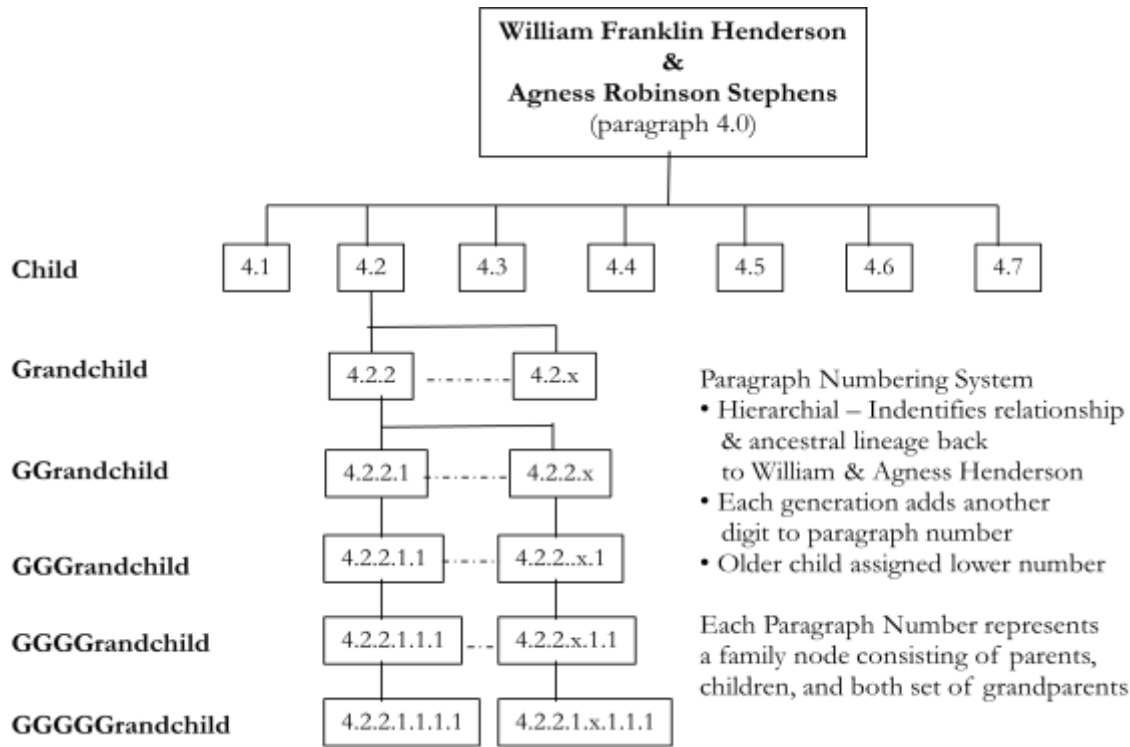 William Franklin Henderson
&
Agness Robinson Stephens
(paragraph 4.0)
Child
4.1
4.2
4.3
4.4
4.5
4.6
4.7
Grandchild
4.2.2
4.2.x
GGrandchild
4.2.2.1
4.2.2.x
GGGrandchild
4.2.2.1.1
4.2.2..x.1
GGGGrandchild
4.2.2.1.1.1
4.2.2.x.1.1
GGGGGrandchild
4.2.2.1.1.1.1
4.2.2.1.x.1.1.1
Paragraph Numbering System
• Hierarchial – Indentifies relationship
& ancestral lineage back
to William & Agness Henderson
• Each generation adds another
digit to paragraph number
• Older child assigned lower number
Each Paragraph Number represents
a family node consisting of parents,
children, and both set of grandparents